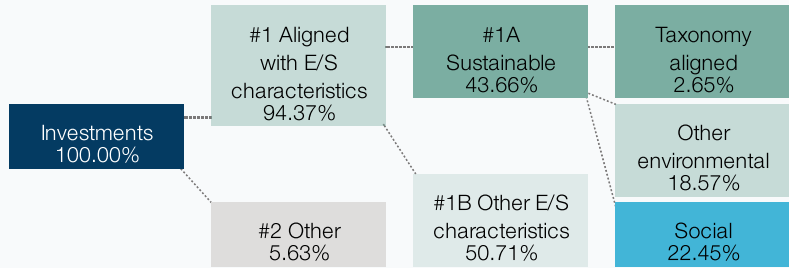 Investments
100.00%
#1 Aligned
with E/S
characteristics
94.37%
#2 Other
5.63%
#1A
Sustainable
43.66%
#1B Other E/S
characteristics
50.71%
Taxonomy
aligned
2.65%
Other
environmental
18.57%
Social
22.45%